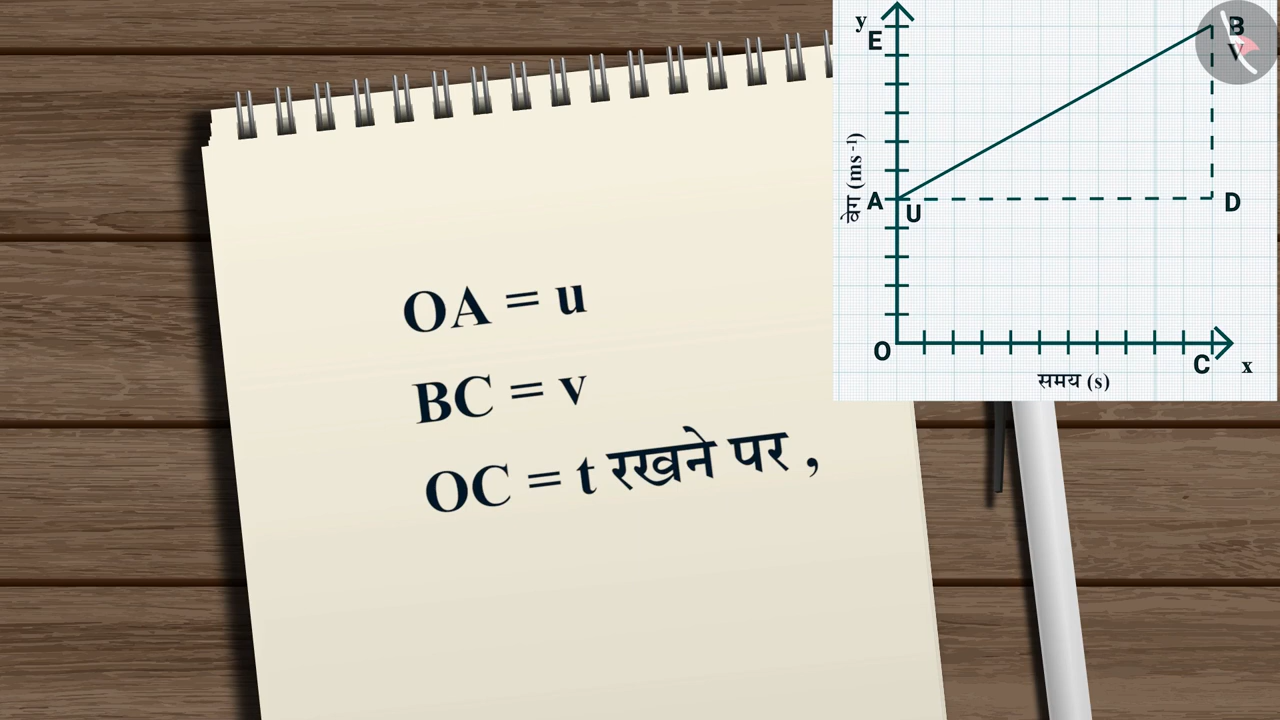 OA = u
BC = v
OC = t रखने पर ,
y
E
B
V
वेग (ms⁻¹)
A
U
D
O
C
x
समय (s)